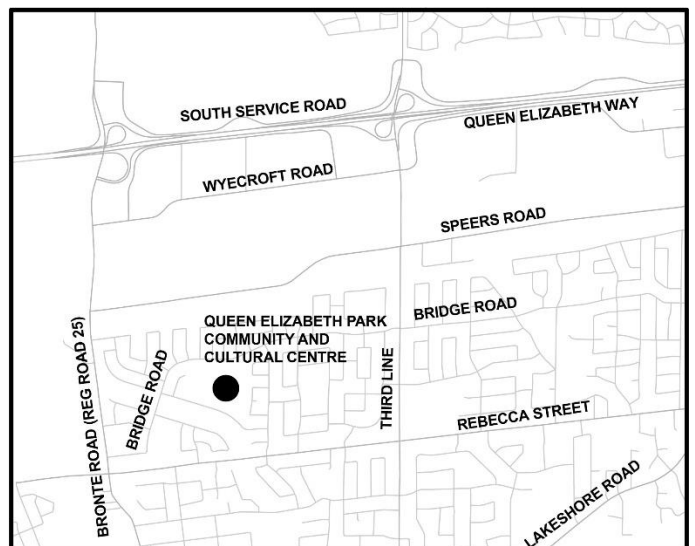 SOUTH SERVICE ROAD
QUEEN ELIZABETH WAY
WYECROFT ROAD
SPEERS ROAD
BRIDGE ROAD
QUEEN ELIZABETH PARK
COMMUNITY AND
CULTURAL CENTRE
BRIDGE ROAD
THIRD LINE
BRONTE ROAD (REG ROAD 25)
REBECCA STREET
LAKESHORE ROAD